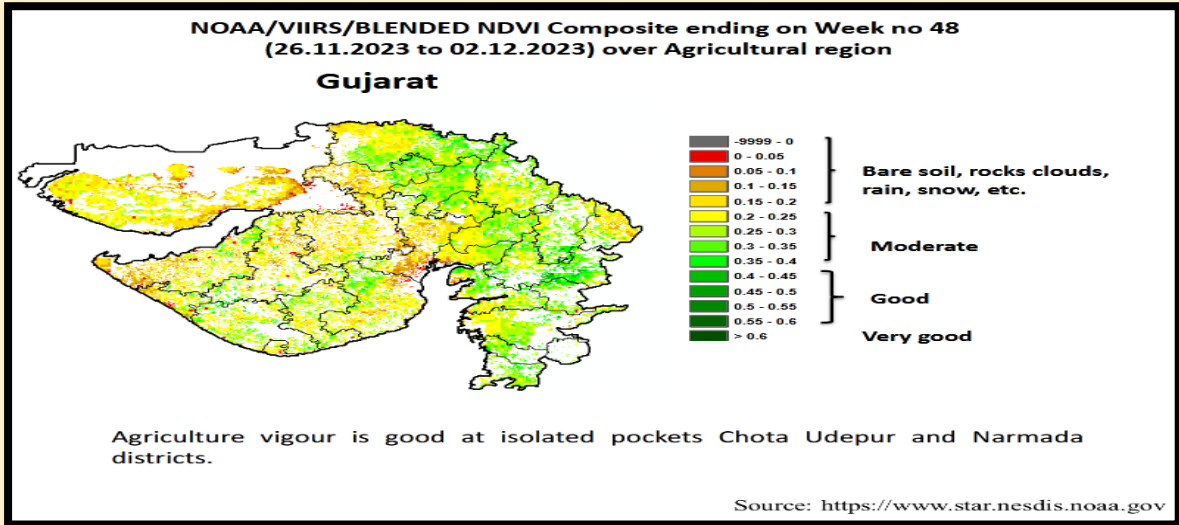 NOAA/VIIRS/BLENDED NDVI Composite ending on Week no 48
(26.11.2023 to 02.12.2023) over Agricultural region
Gujarat
-9999 - 0
0 - 0.05
0.05 - 0.1
0.1 - 0.15
0.15 - 0.2
0.2 - 0.25
0.25 - 0.3
0.3 - 0.35
0.35 - 0.4
0.4 - 0.45
0.45 - 0.5
0.5 - 0.55
0.55 - 0.6
> 0.6
Bare soil, rocks clouds,
rain, snow, etc.
Moderate
Good
Very good
Agriculture vigour is good at isolated pockets Chota Udepur and Narmada
districts.
Source: https://www.star.nesdis.noaa.gov